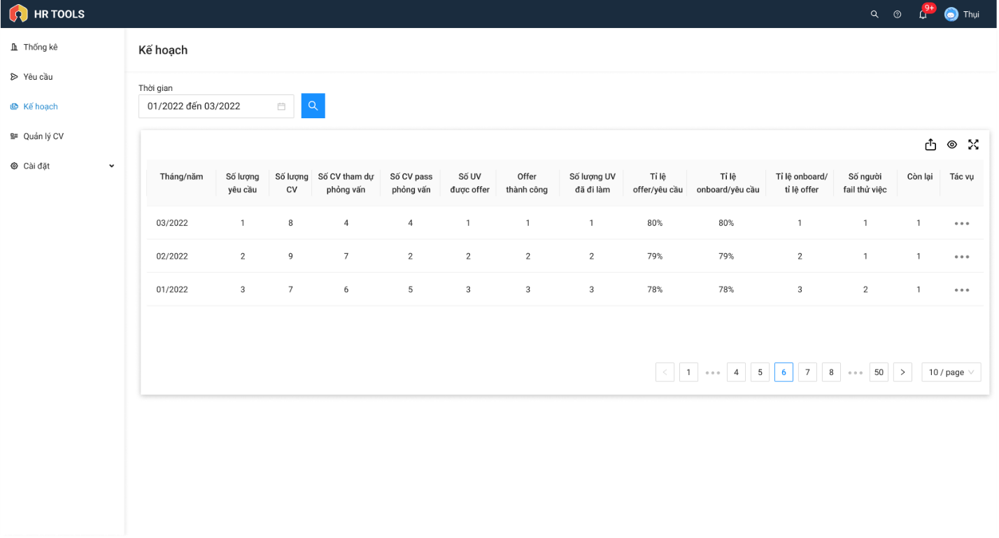 HR TOOLS
9+
Thụi
Thống kê
Yêu cầu
Kế hoạch
Quản lý CV
Cài đặt
Kế hoạch
Thời gian
01/2022 đến 03/2022
Tháng/năm Số lượng yêu cầu Số lượng CV Số CV tham dự phỏng vấn Số CV pass phỏng vấn Số UV được offer Offer thành công Số lượng UV đã đi làm Tỉ lệ offer/yêu cầu Tỉ lệ onboard/yêu cầu Tỉ lệ onboard/ tỉ lệ offer Số người fail thử việc Còn lại Tác vụ
03/2022 1 8 4 4 1 1 1 80% 80% 1 1 1
02/2022 2 9 7 2 2 2 2 79% 79% 2 1 1
01/2022 3 7 6 5 3 3 3 78% 78% 3 2 1
1 ••• 4 5 6 7 8 ••• 50 10 / page